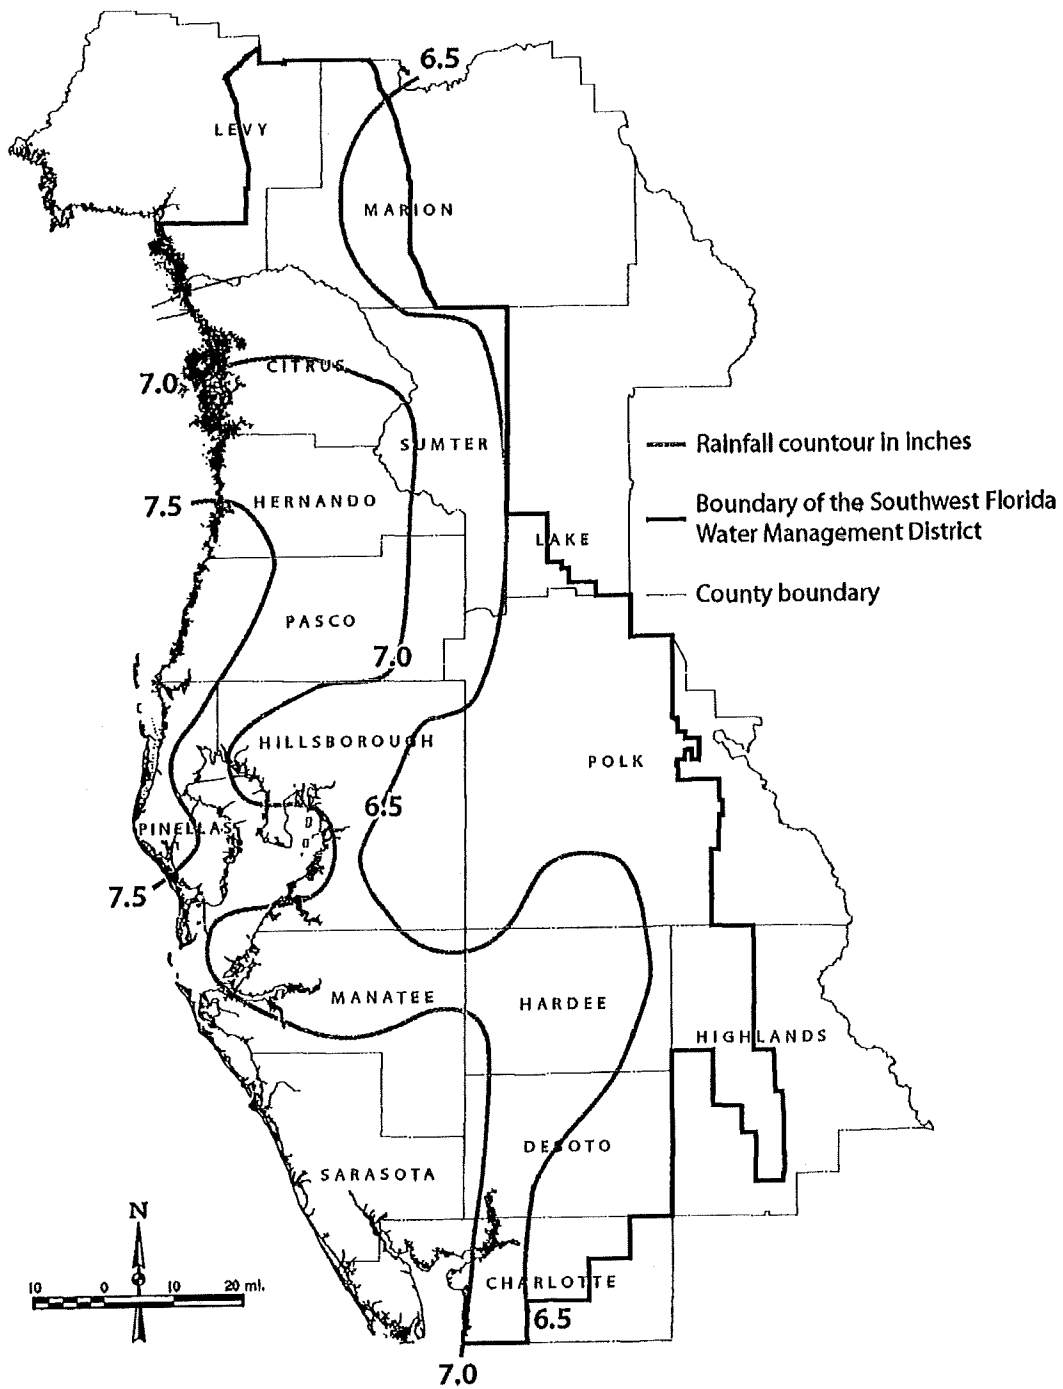 6.5
LEVY
MARION
CITRUS
7.0
SUMTER
Rainfall countour in inches
7.5
HERNANDO
Boundary of the Southwest Florida
Water Management District
LAKE
County boundary
PASCO
7.0
HILLSBOROUGH
POLK
6.5
PINELLAS
7.5
MANATEE
HARDEE
HIGHLANDS
DESOTO
SARASOTA
N
CHARLOTTE
10 0 10 20 mi.
6.5
7.0